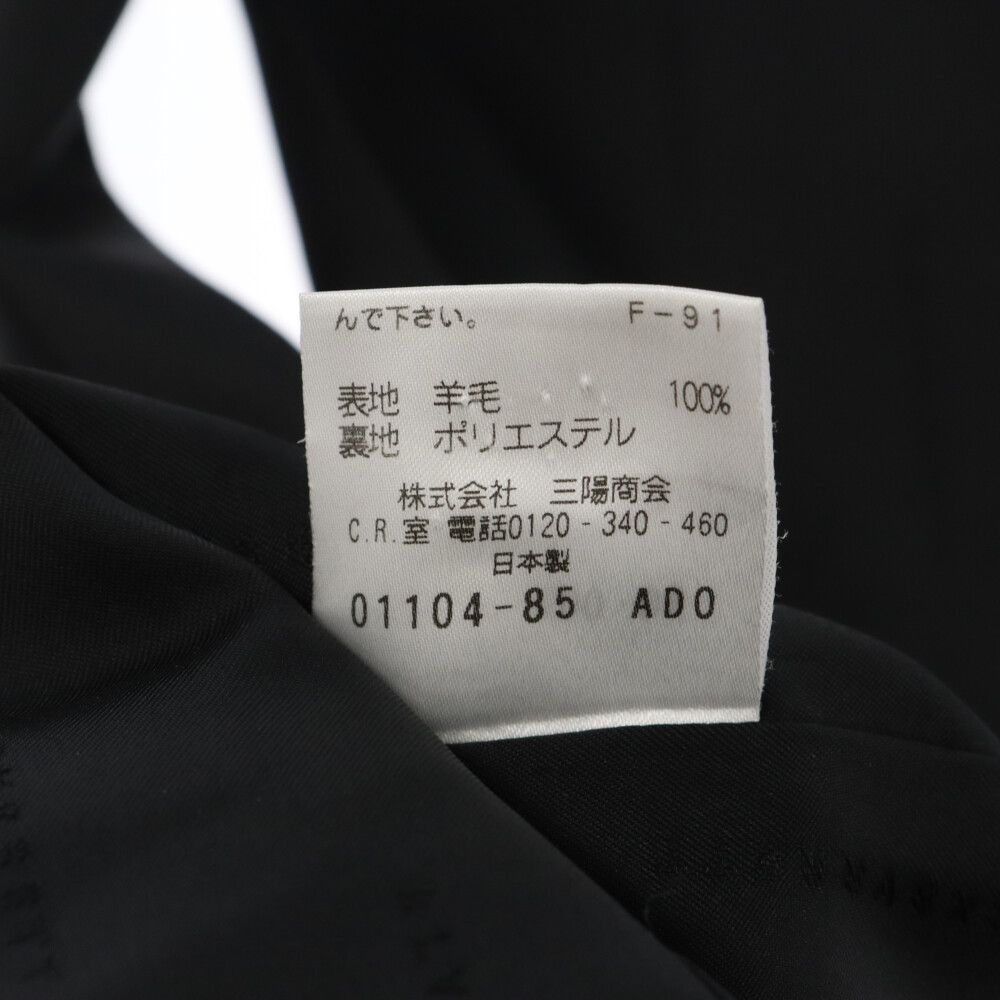 んで下さい。 F-91
表地 羊毛 100%
裏地 ポリエステル
株式会社 三陽商会
C.R.室 電話0120-340-460
日本製
01104-85 ADO